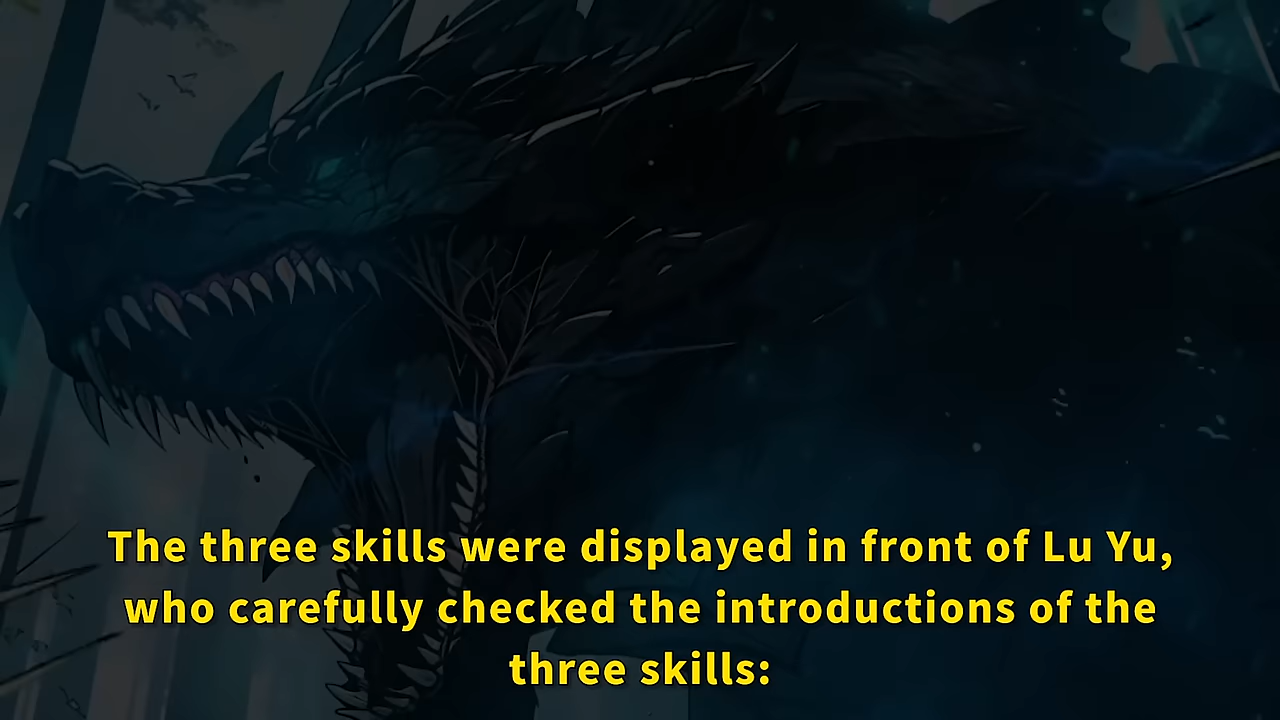 The three skills were displayed in front of Lu Yu,
who carefully checked the introductions of the
three skills: